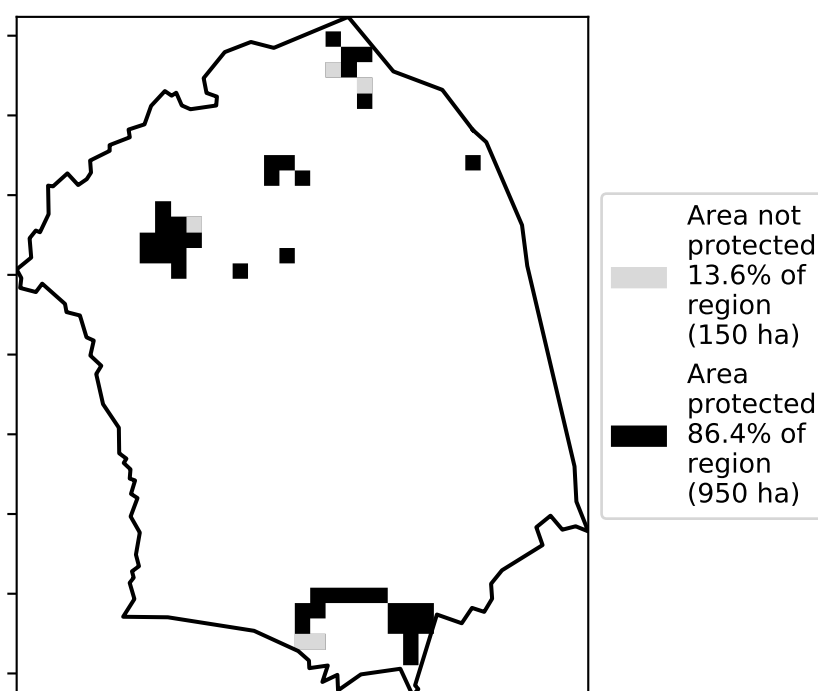 Area not
protected
13.6% of
region
(150 ha)
Area
protected
86.4% of
region
(950 ha)